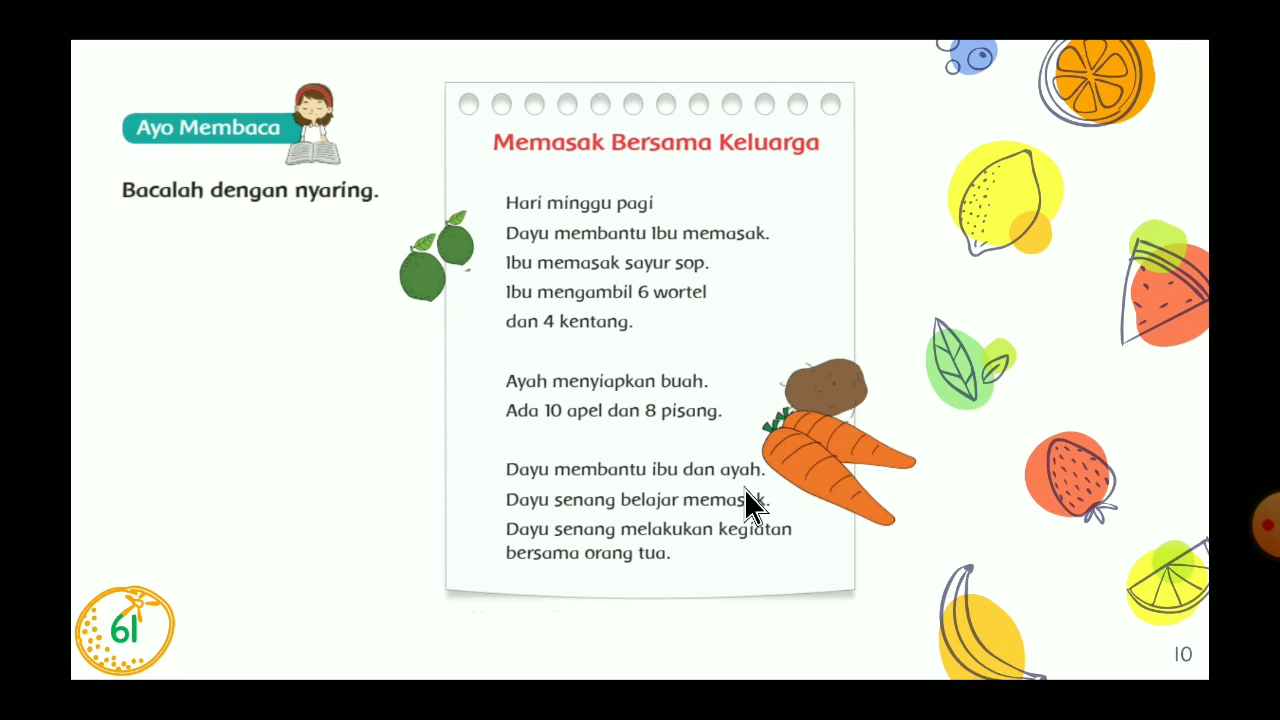 Ayo Membaca
Bacalah dengan nyaring.
Memasak Bersama Keluarga
Hari minggu pagi
Dayu membantu Ibu memasak.
Ibu memasak sayur sop.
Ibu mengambil 6 wortel
dan 4 kentang.
Ayah menyiapkan buah.
Ada 10 apel dan 8 pisang.
Dayu membantu ibu dan ayah.
Dayu senang belajar memasak.
Dayu senang melakukan kegiatan
bersama orang tua.
61
10